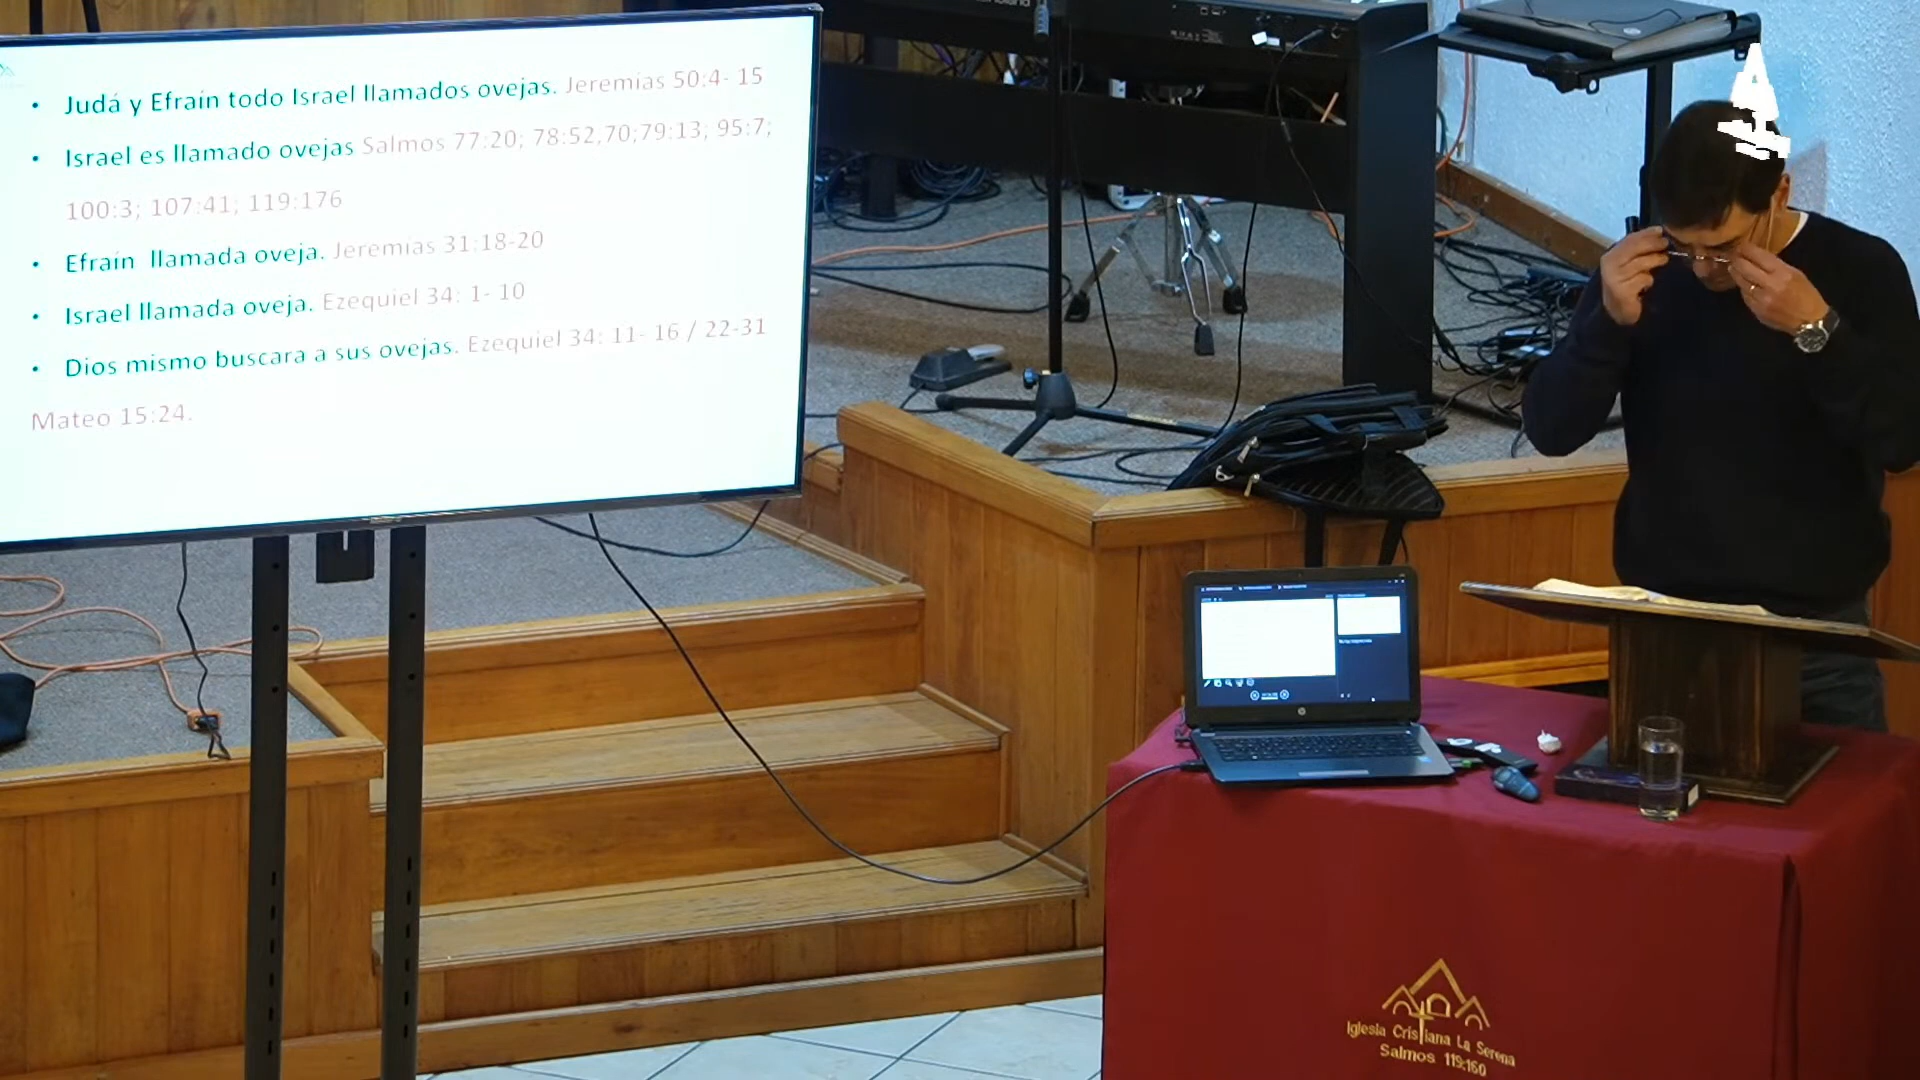 • Judá y Efraín todo Israel llamados ovejas. Jeremías 50:4- 15
• Israel es llamado ovejas Salmos 77:20; 78:52,70;79:13; 95:7;
100:3; 107:41; 119:176
• Efraín llamada oveja. Jeremías 31:18-20
• Israel llamada oveja. Ezequiel 34: 1- 10
• Dios mismo buscara a sus ovejas. Ezequiel 34: 11- 16 / 22-31
Mateo 15:24.
Iglesia Cristiana La Serena
Salmos 119:160